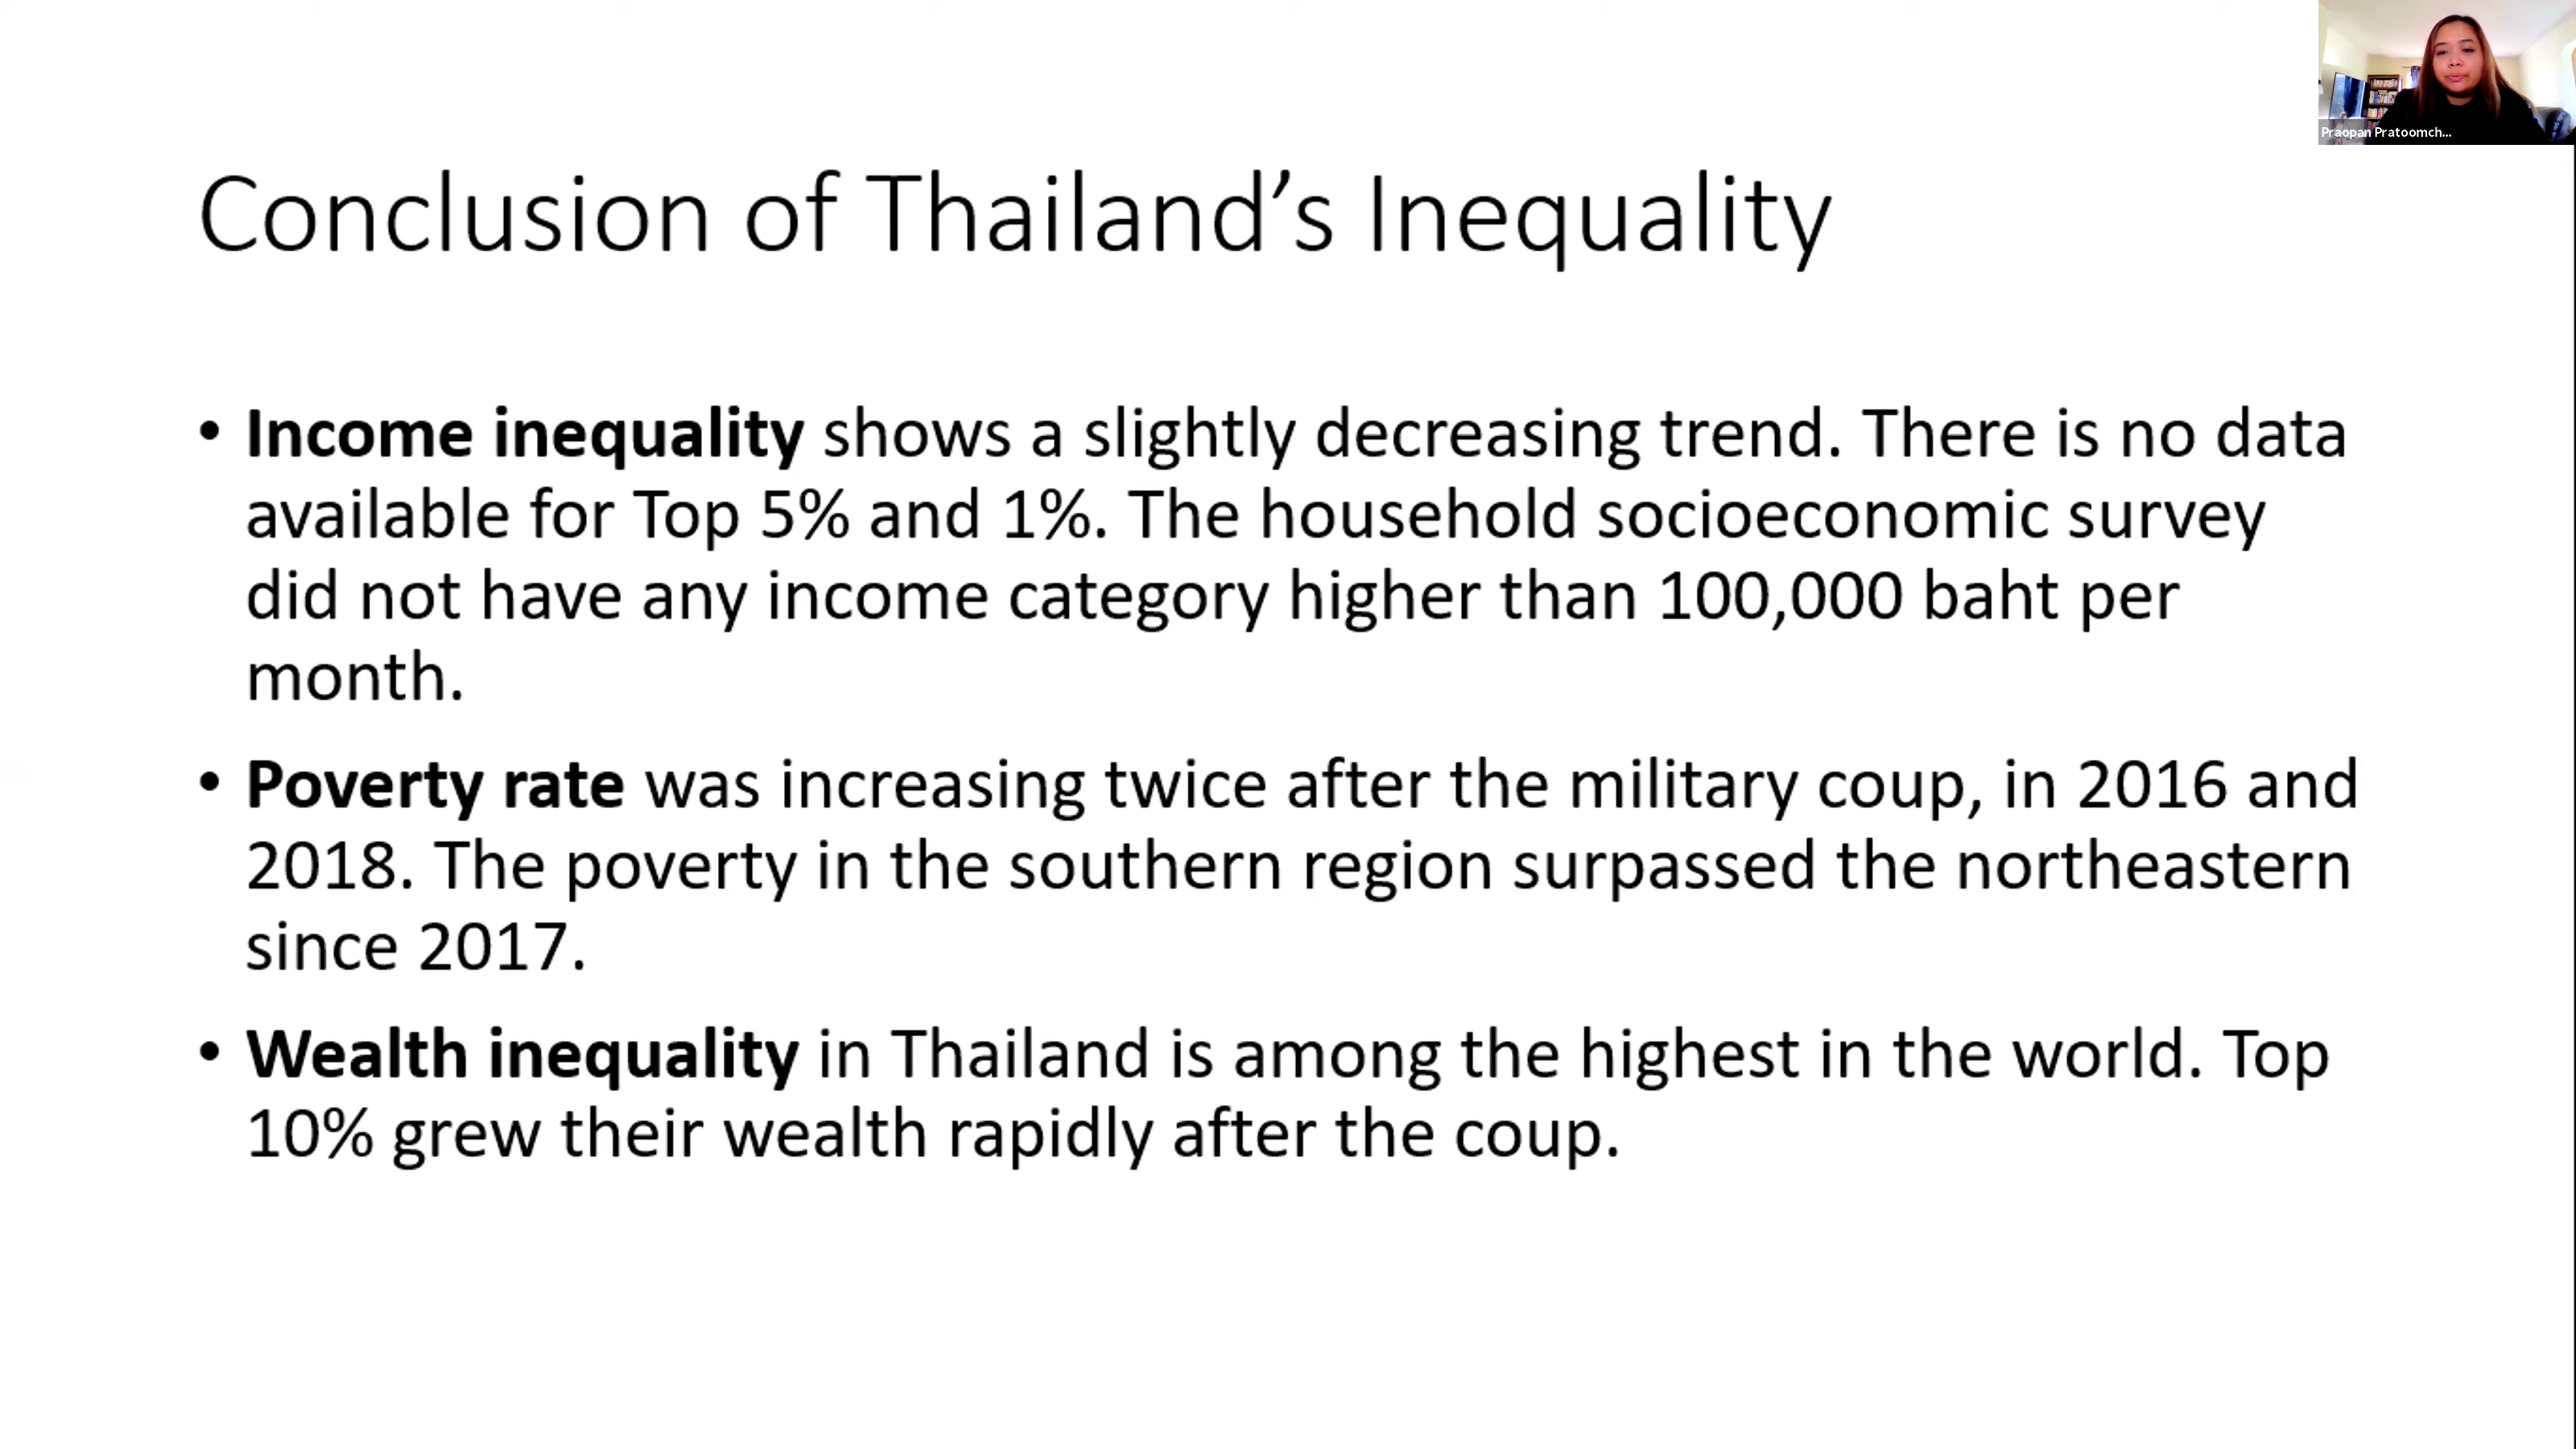 Praopan Pratoomch...
Conclusion of Thailand’s Inequality
• Income inequality shows a slightly decreasing trend. There is no data
available for Top 5% and 1%. The household socioeconomic survey
did not have any income category higher than 100,000 baht per
month.
• Poverty rate was increasing twice after the military coup, in 2016 and
2018. The poverty in the southern region surpassed the northeastern
since 2017.
• Wealth inequality in Thailand is among the highest in the world. Top
10% grew their wealth rapidly after the coup.